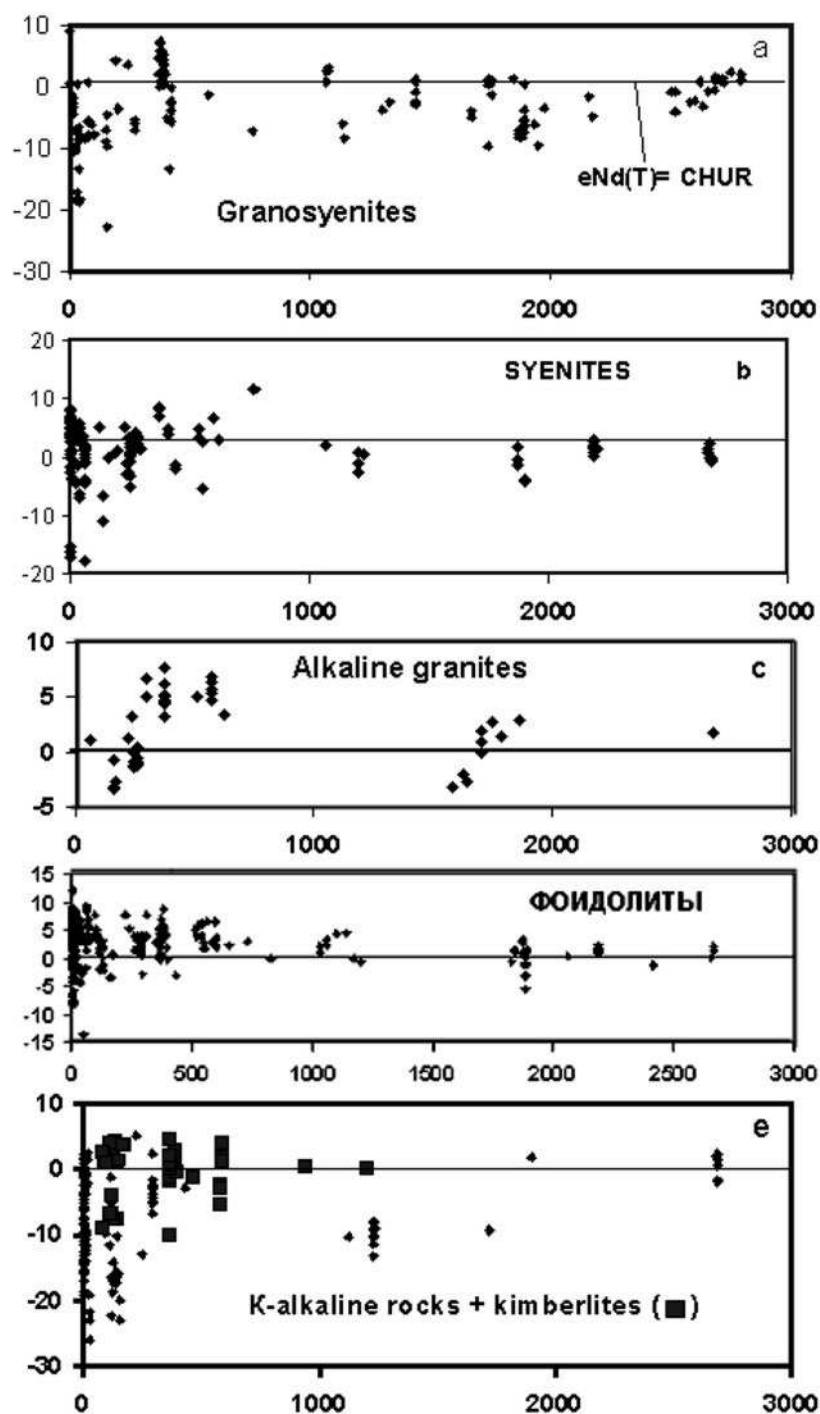 10
a
0
-10
eNd(T)= CHUR
Granosyenites
-20
-30
0 1000 2000 3000
20
SYENITES b
10
0
-10
-20
0 1000 2000 3000
10
Alkaline granites c
5
0
-5
0 1000 2000 3000
15
10
ФОИДОЛИТЫ
5
0
-5
-10
-15
0 500 1000 1500 2000 2500 3000
10
e
0
-10
-20
K-alkaline rocks + kimberlites (■)
-30
0 1000 2000 3000